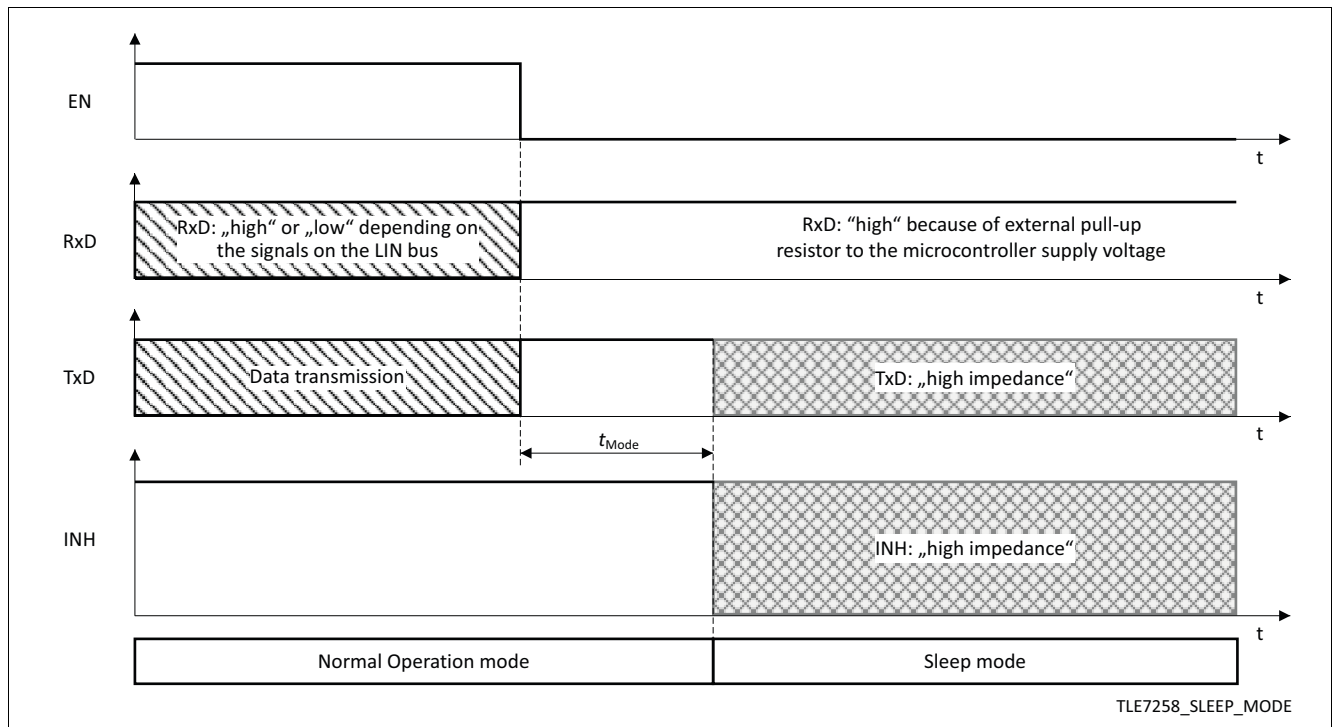 EN
t
RxD
RxD: „high“ or „low“ depending on
the signals on the LIN bus
RxD: “high“ because of external pull-up
resistor to the microcontroller supply voltage
t
TxD
Data transmission
TxD: „high impedance“
t
tMode
INH
INH: „high impedance“
t
Normal Operation mode
Sleep mode
TLE7258_SLEEP_MODE